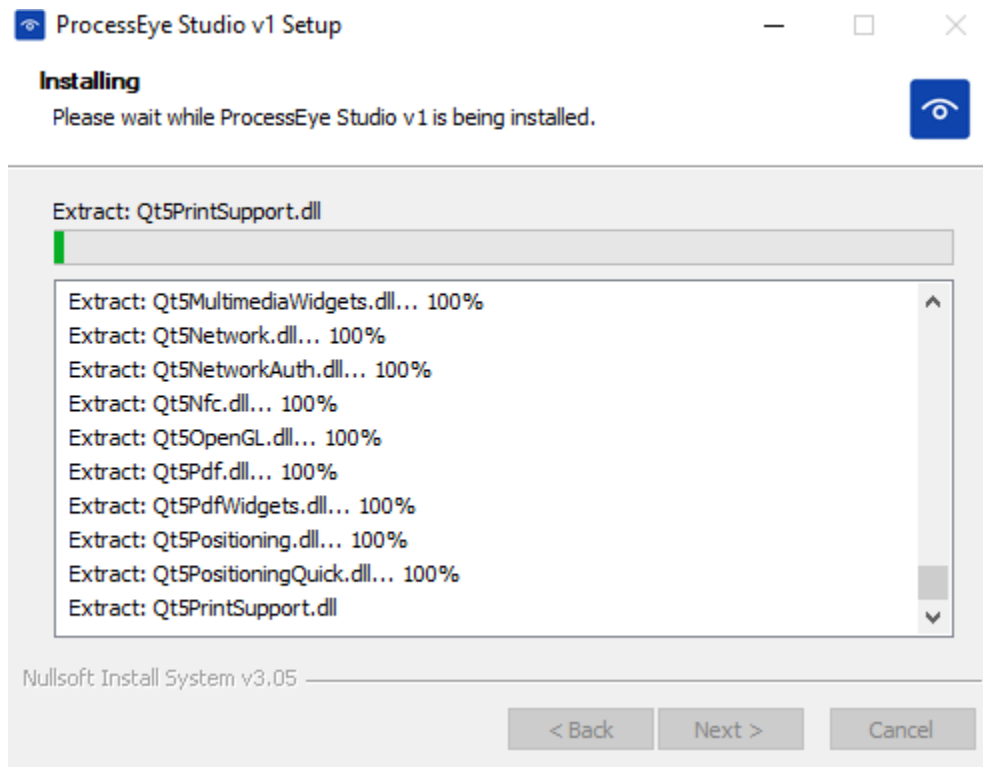 ProcessEye Studio v1 Setup
Installing
Please wait while ProcessEye Studio v1 is being installed.
Extract: Qt5PrintSupport.dll
Extract: Qt5MultimediaWidgets.dll... 100%
Extract: Qt5Network.dll... 100%
Extract: Qt5NetworkAuth.dll... 100%
Extract: Qt5Nfc.dll... 100%
Extract: Qt5OpenGL.dll... 100%
Extract: Qt5Pdf.dll... 100%
Extract: Qt5PdfWidgets.dll... 100%
Extract: Qt5Positioning.dll... 100%
Extract: Qt5PositioningQuick.dll... 100%
Extract: Qt5PrintSupport.dll
Nullsoft Install System v3.05
< Back Next > Cancel